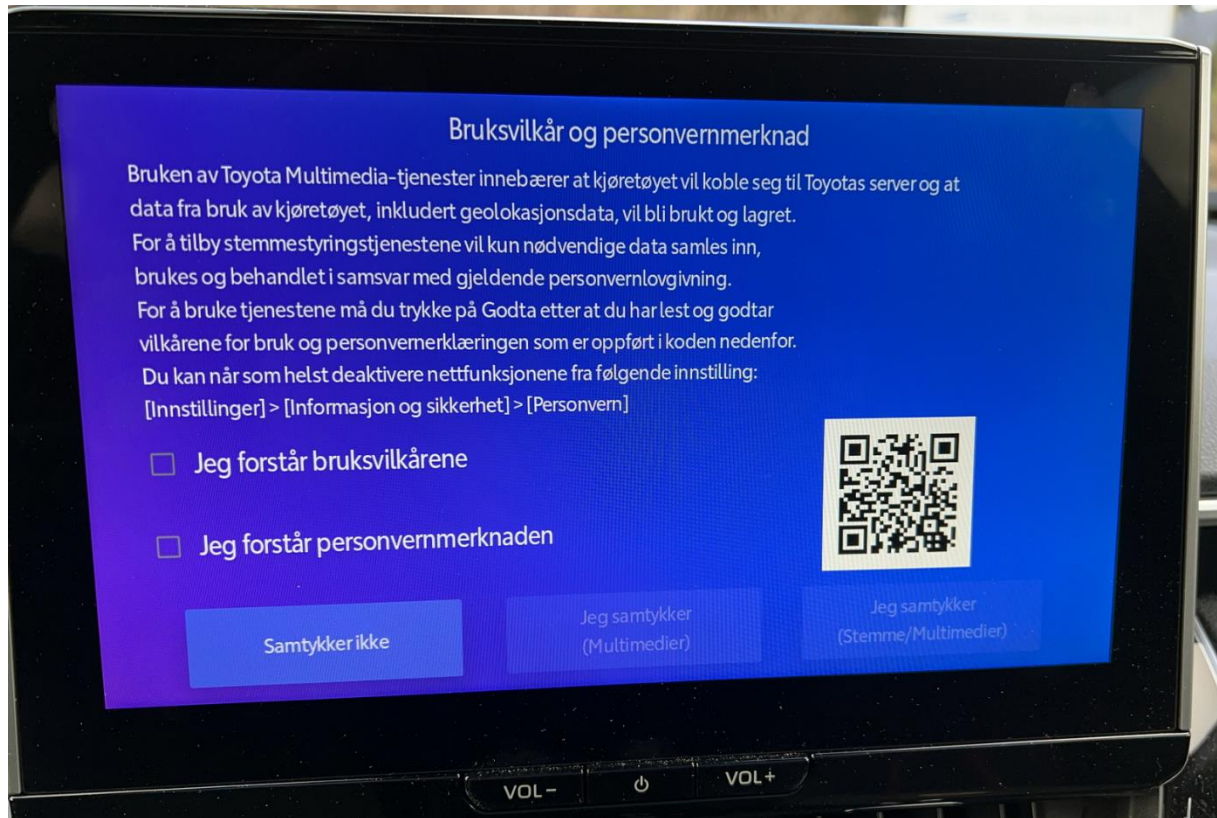 Bruksvilkår og personvernmerknad
Bruken av Toyota Multimedia-tjenester innebærer at kjøretøyet vil koble seg til Toyotas server og at
data fra bruk av kjøretøyet, inkludert geolokasjonsdata, vil bli brukt og lagret.
For å tilby stemmestyringstjenestene vil kun nødvendige data samles inn,
brukes og behandlet i samsvar med gjeldende personvernlovgivning.
For å bruke tjenestene må du trykke på Godta etter at du har lest og godtar
vilkårene for bruk og personvernerklæringen som er oppført i koden nedenfor.
Du kan når som helst deaktivere nettfunksjonene fra følgende innstilling:
[Innstillinger] > [Informasjon og sikkerhet] > [Personvern]
Jeg forstår bruksvilkårene
Jeg forstår personvernmerknaden
Samtykker ikke
Jeg samtykker
(Multimedier)
Jeg samtykker
(Stemme/Multimedier)
VOL- VOL+